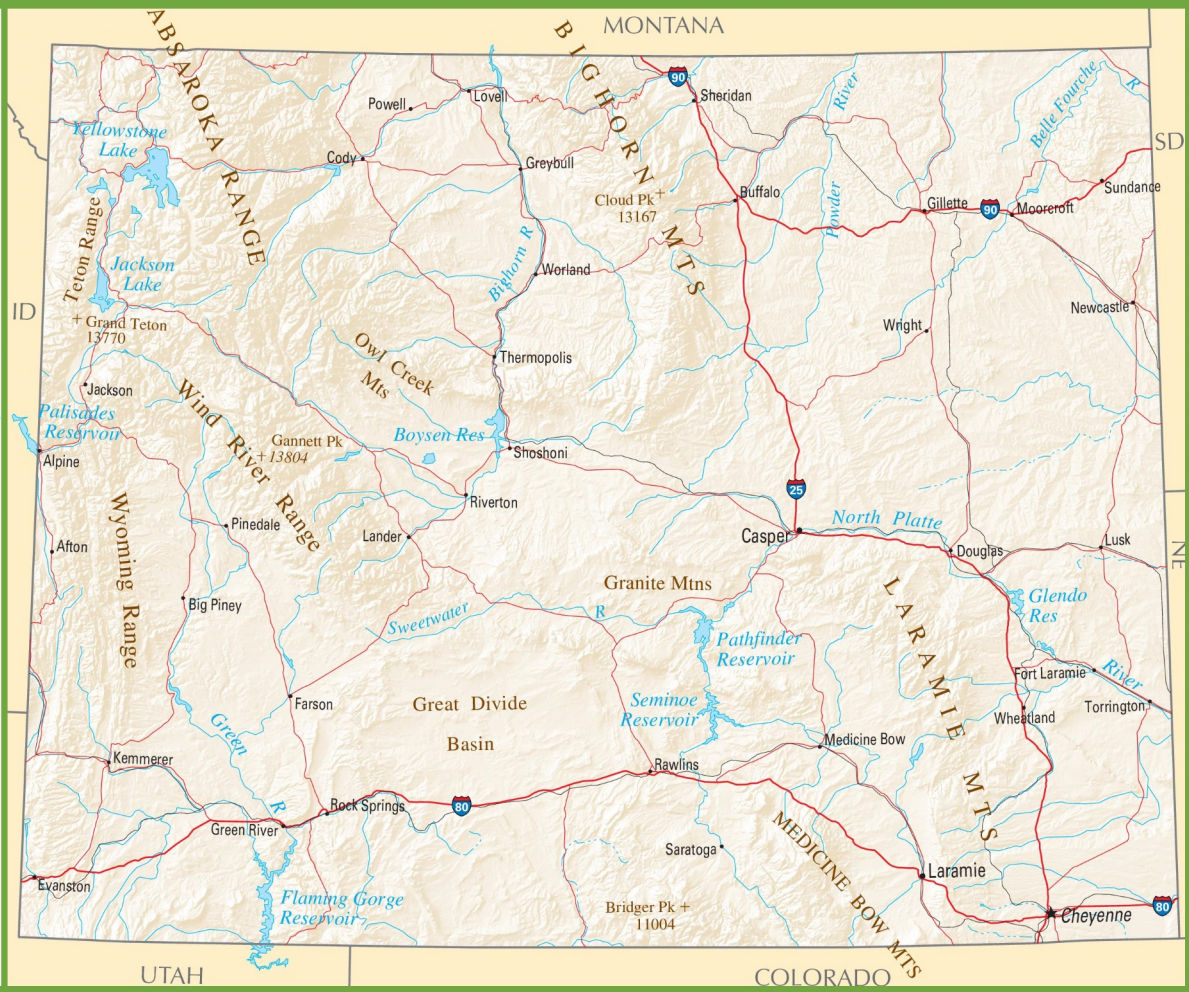 MONTANA
ABSAROKA RANGE
BIGHORN MTS
90
Sheridan
River
Belle Fourche
R
Powell
Lovell
Yellowstone
Lake
SD
Cody
Greybull
Cloud Pk
13167
Buffalo
Powder
Gillette
90
Moorcroft
Sundance
Teton Range
Jackson
Lake
Bighorn R
Worland
ID
Grand Teton
13770
Newcastle
Wright
Owl Creek
Mts
Thermopolis
Jackson
Wind River Range
Palisades
Reservoir
Gannett Pk
13804
Boysen Res
Alpine
Shoshoni
25
Riverton
Wyoming Range
Pinedale
Lander
Casper
North Platte
Afton
Douglas
Lusk
NE
Granite Mtns
LARAMIE MTS
Big Piney
Sweetwater
R
Glendo
Res
Pathfinder
Reservoir
Fort Laramie
River
Farson
Great Divide
Basin
Seminoe
Reservoir
Torrington
Wheatland
Green
R
Medicine Bow
Kemmerer
Rawlins
Rock Springs
80
Green River
MEDICINE BOW MTS
Saratoga
Laramie
Evanston
Flaming Gorge
Reservoir
Bridger Pk
11004
Cheyenne
80
UTAH
COLORADO